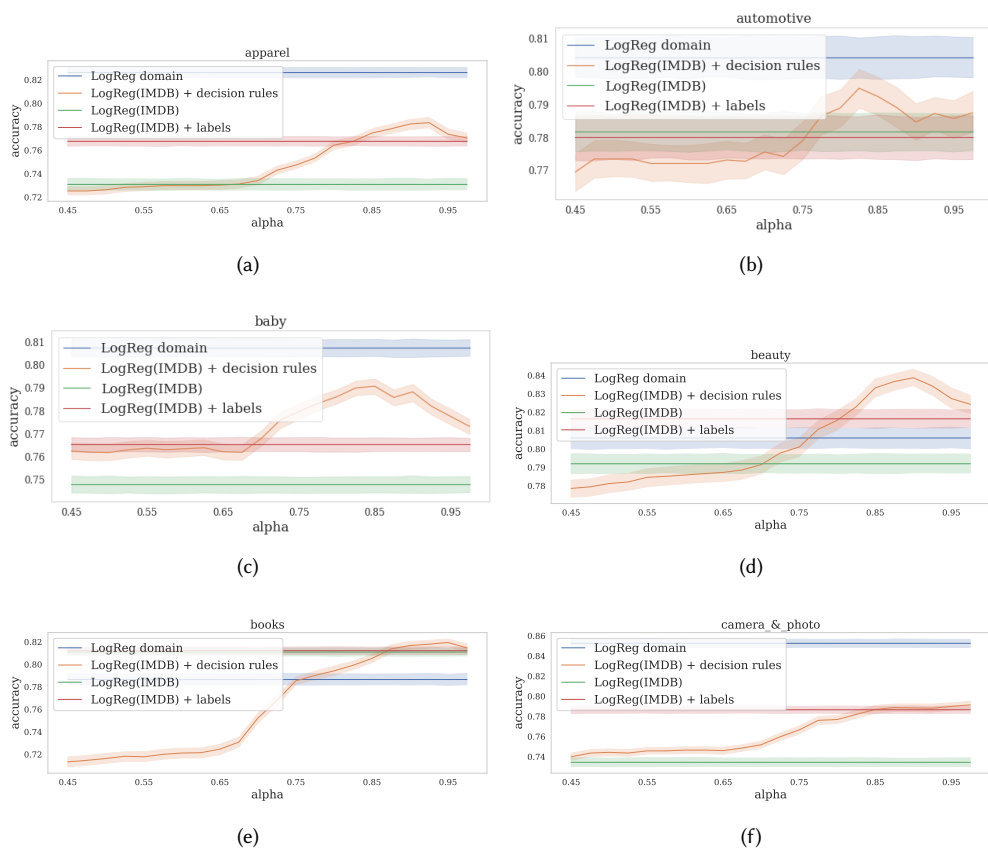 apparel
accuracy
0.82
0.80
0.78
0.76
0.74
0.72
LogReg domain
LogReg(IMDB) + decision rules
LogReg(IMDB)
LogReg(IMDB) + labels
0.45 0.55 0.65 0.75 0.85 0.95
alpha
(a)
automotive
accuracy
0.81
0.80
0.79
0.78
0.77
LogReg domain
LogReg(IMDB) + decision rules
LogReg(IMDB)
LogReg(IMDB) + labels
0.45 0.55 0.65 0.75 0.85 0.95
alpha
(b)
baby
accuracy
0.81
0.80
0.79
0.78
0.77
0.76
0.75
LogReg domain
LogReg(IMDB) + decision rules
LogReg(IMDB)
LogReg(IMDB) + labels
0.45 0.55 0.65 0.75 0.85 0.95
alpha
(c)
beauty
accuracy
0.84
0.83
0.82
0.81
0.80
0.79
0.78
LogReg domain
LogReg(IMDB) + decision rules
LogReg(IMDB)
LogReg(IMDB) + labels
0.45 0.55 0.65 0.75 0.85 0.95
alpha
(d)
books
accuracy
0.82
0.80
0.78
0.76
0.74
0.72
LogReg domain
LogReg(IMDB) + decision rules
LogReg(IMDB)
LogReg(IMDB) + labels
0.45 0.55 0.65 0.75 0.85 0.95
alpha
(e)
camera_&_photo
accuracy
0.86
0.84
0.82
0.80
0.78
0.76
0.74
LogReg domain
LogReg(IMDB) + decision rules
LogReg(IMDB)
LogReg(IMDB) + labels
0.45 0.55 0.65 0.75 0.85 0.95
alpha
(f)